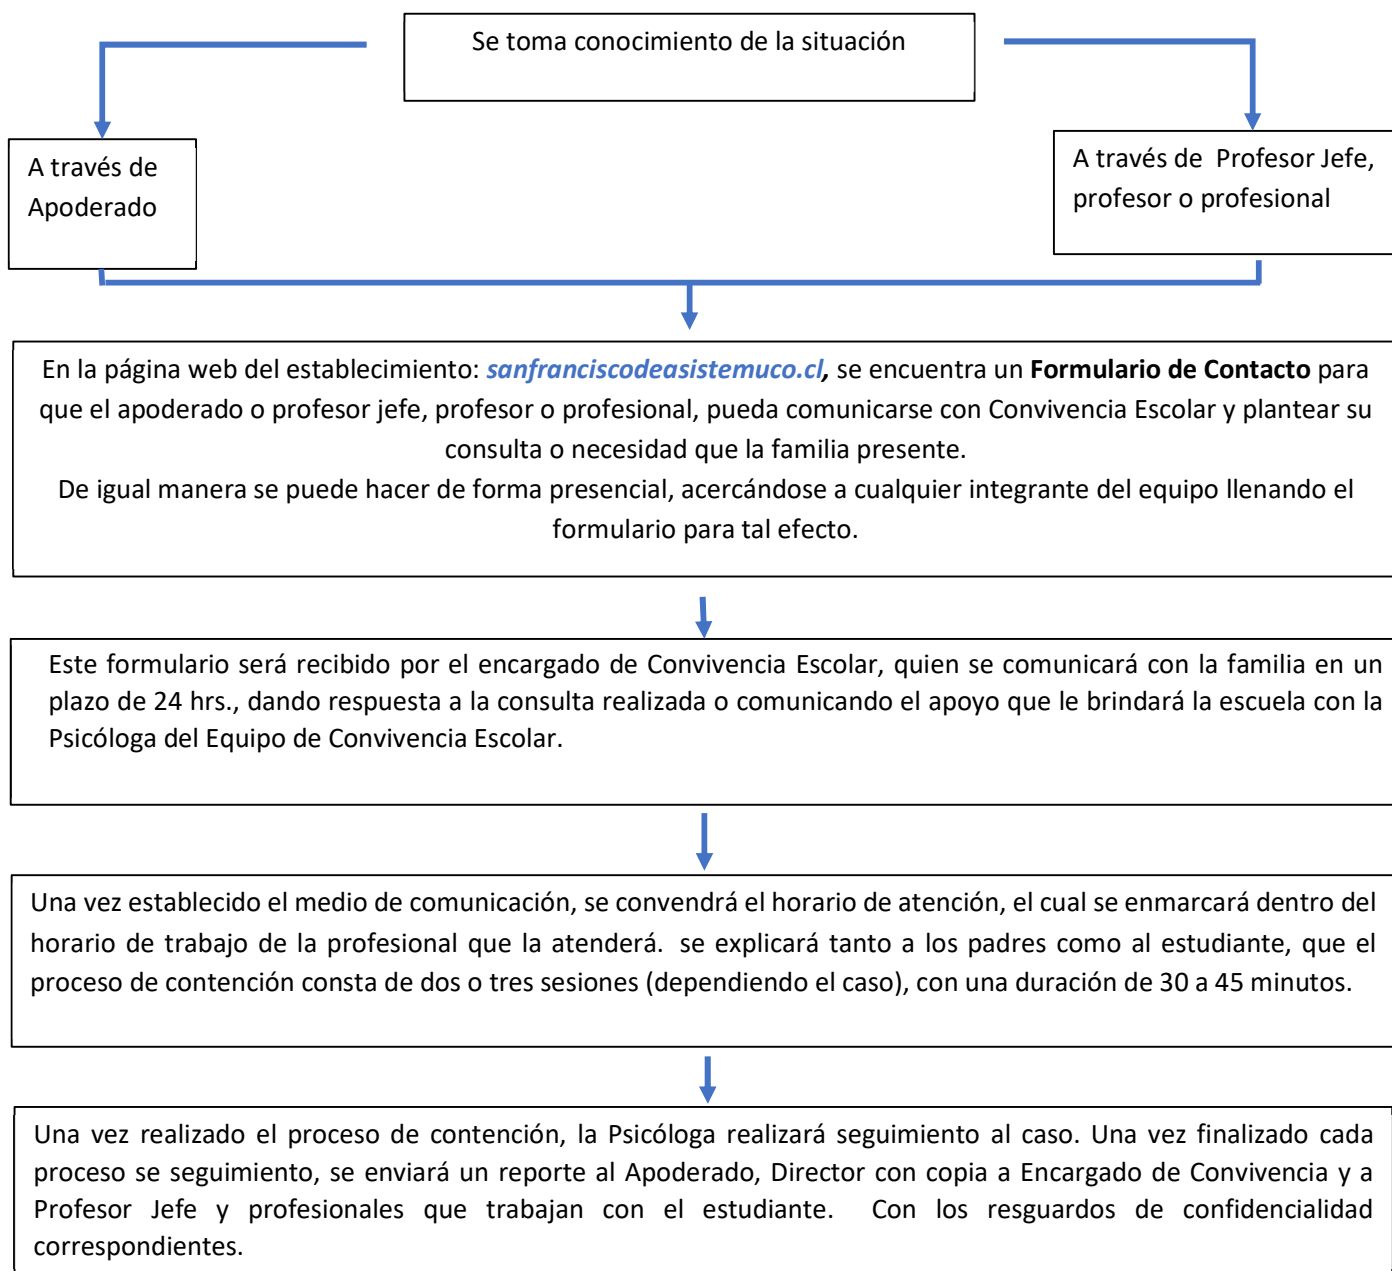 Se toma conocimiento de la situación
A través de
Apoderado
A través de Profesor Jefe,
profesor o profesional
En la página web del establecimiento: sanfranciscodeasistemuco.cl, se encuentra un Formulario de Contacto para
que el apoderado o profesor jefe, profesor o profesional, pueda comunicarse con Convivencia Escolar y plantear su
consulta o necesidad que la familia presente.
De igual manera se puede hacer de forma presencial, acercándose a cualquier integrante del equipo llenando el
formulario para tal efecto.
Este formulario será recibido por el encargado de Convivencia Escolar, quien se comunicará con la familia en un
plazo de 24 hrs., dando respuesta a la consulta realizada o comunicando el apoyo que le brindará la escuela con la
Psicóloga del Equipo de Convivencia Escolar.
Una vez establecido el medio de comunicación, se convendrá el horario de atención, el cual se enmarcará dentro del
horario de trabajo de la profesional que la atenderá. se explicará tanto a los padres como al estudiante, que el
proceso de contención consta de dos o tres sesiones (dependiendo el caso), con una duración de 30 a 45 minutos.
Una vez realizado el proceso de contención, la Psicóloga realizará seguimiento al caso. Una vez finalizado cada
proceso se seguimiento, se enviará un reporte al Apoderado, Director con copia a Encargado de Convivencia y a
Profesor Jefe y profesionales que trabajan con el estudiante. Con los resguardos de confidencialidad
correspondientes.